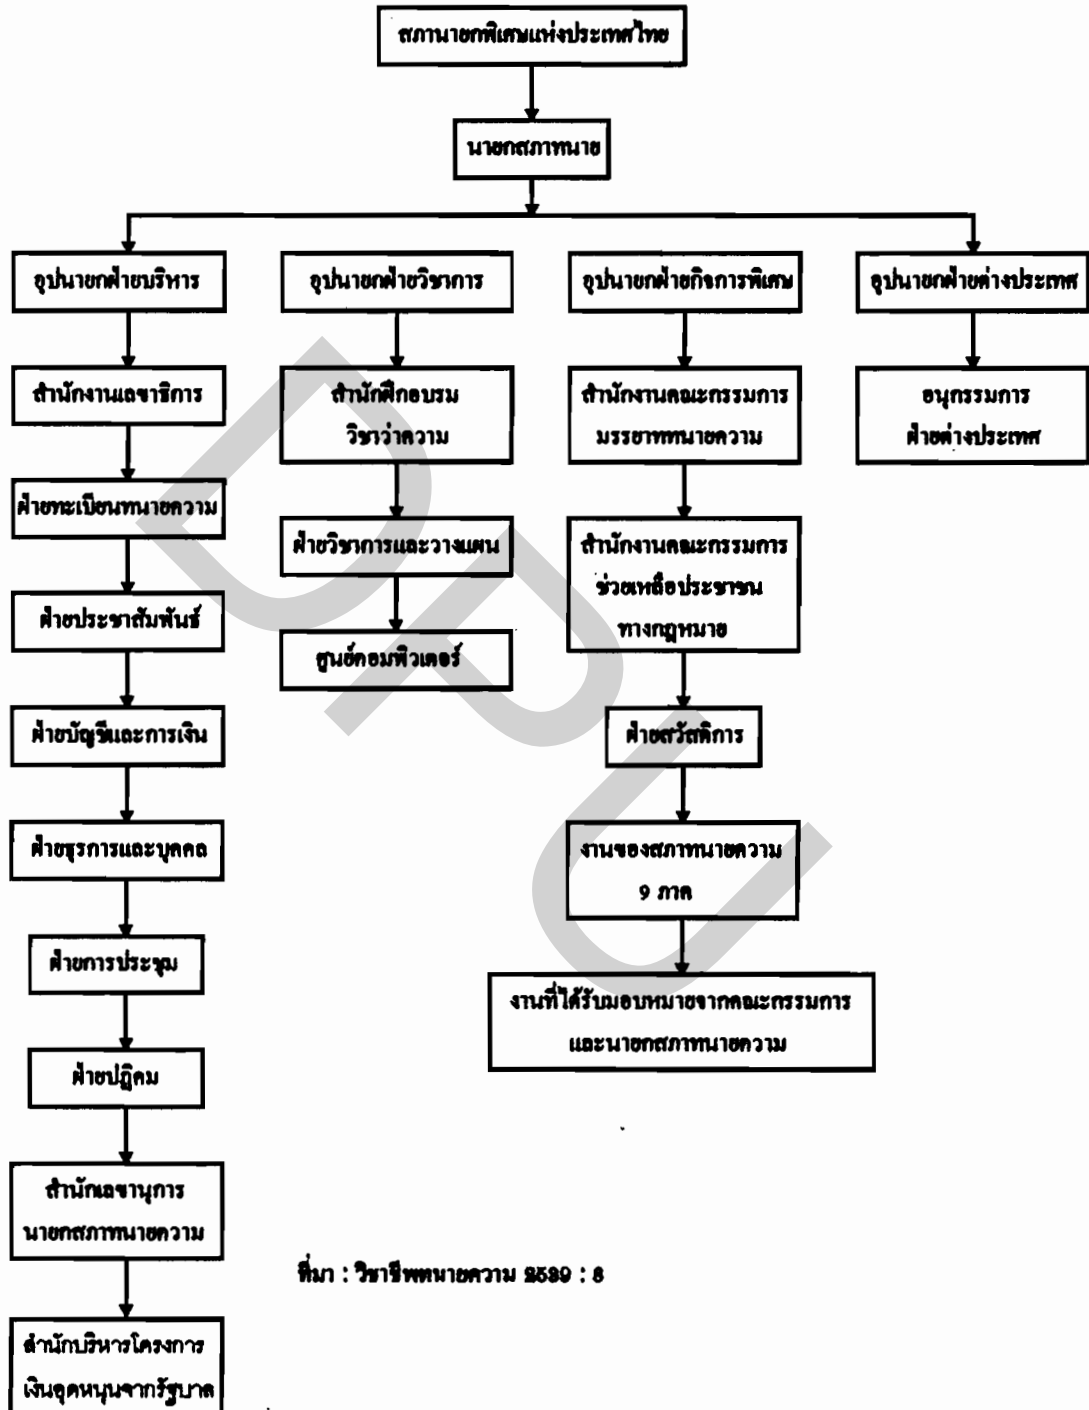 สภานายกพิเศษแห่งประเทศไทย
นายกสภาทนาย
อุปนายกฝ่ายบริหาร
สำนักงานเลขาธิการ
ฝ่ายทะเบียนทนายความ
ฝ่ายประชาสัมพันธ์
ฝ่ายบัญชีและการเงิน
ฝ่ายธุรการและบุคคล
ฝ่ายการประชุม
ฝ่ายปฏิคม
สำนักเลขานุการ
นายกสภาทนายความ
สำนักบริหารโครงการ
เงินอุดหนุนจากรัฐบาล
อุปนายกฝ่ายวิชาการ
สำนักฝึกอบรม
วิชาว่าความ
ฝ่ายวิชาการและวางแผน
ศูนย์คอมพิวเตอร์
อุปนายกฝ่ายกิจการพิเศษ
สำนักงานคณะกรรมการ
มรรยาททนายความ
สำนักงานคณะกรรมการ
ช่วยเหลือประชาชน
ทางกฎหมาย
ฝ่ายสวัสดิการ
งานของสภาทนายความ
9 ภาค
งานที่ได้รับมอบหมายจากคณะกรรมการ
และนายกสภาทนายความ
อุปนายกฝ่ายต่างประเทศ
อนุกรรมการ
ฝ่ายต่างประเทศ
ที่มา : วิชาชีพทนายความ 2539 : 8
DPU